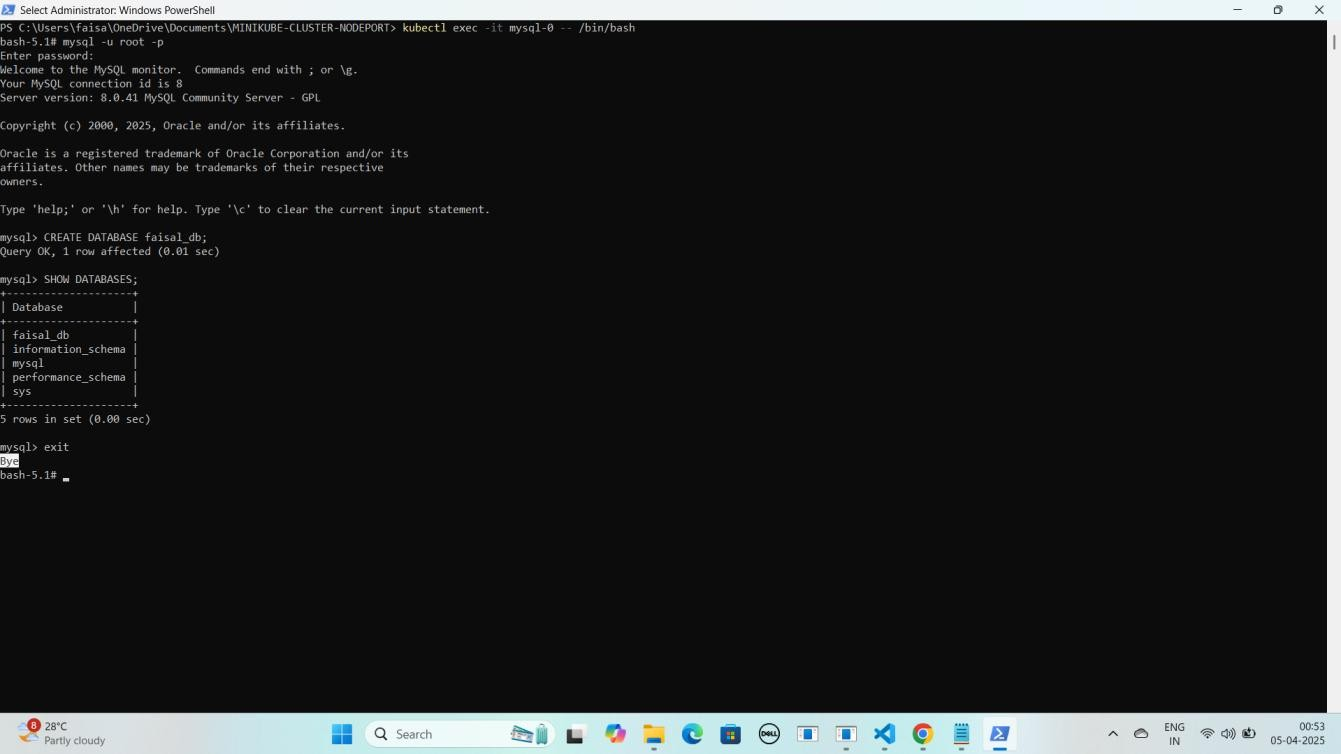 Select Administrator: Windows PowerShell
PS C:\Users\faisa\OneDrive\Documents\MINIKUBE-CLUSTER-NODEPORT> kubectl exec -it mysql-0 -- /bin/bash
bash-5.1# mysql -u root -p
Enter password:
Welcome to the MySQL monitor.  Commands end with ; or \g.
Your MySQL connection id is 8
Server version: 8.0.41 MySQL Community Server - GPL
Copyright (c) 2000, 2025, Oracle and/or its affiliates.
Oracle is a registered trademark of Oracle Corporation and/or its
affiliates. Other names may be trademarks of their respective
owners.
Type 'help;' or '\h' for help. Type '\c' to clear the current input statement.
mysql> CREATE DATABASE faisal_db;
Query OK, 1 row affected (0.01 sec)
mysql> SHOW DATABASES;
+--------------------+
| Database           |
+--------------------+
| faisal_db          |
| information_schema |
| mysql              |
| performance_schema |
| sys                |
+--------------------+
5 rows in set (0.00 sec)
mysql> exit
Bye
bash-5.1#
8
28°C
Partly cloudy
Search
DELL
ENG
IN
00:53
05-04-2025